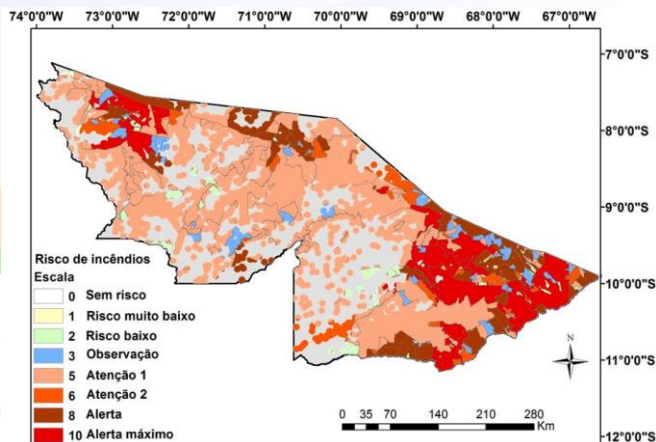 74°0'0"W 73°0'0"W 72°0'0"W 71°0'0"W 70°0'0"W 69°0'0"W 68°0'0"W 67°0'0"W
7°0'0"S
8°0'0"S
9°0'0"S
10°0'0"S
11°0'0"S
12°0'0"S
Risco de incêndios
Escala
0 Sem risco
1 Risco muito baixo
2 Risco baixo
3 Observação
5 Atenção 1
6 Atenção 2
8 Alerta
10 Alerta máximo
N
0 35 70 140 210 280
Km